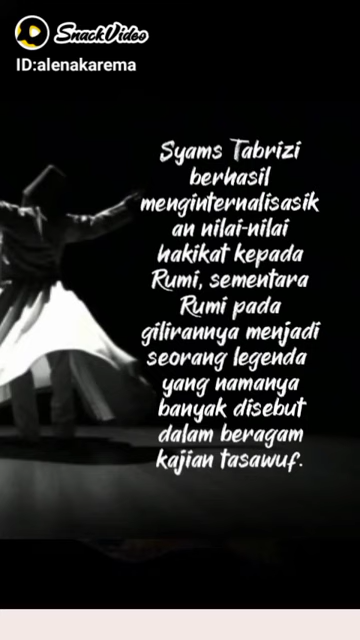 SnackVideo
ID:alenakarema
Syams Tabrizi
berhasil
menginternalisasik
an nilai-nilai
hakikat kepada
Rumi, sementara
Rumi pada
gilirannya menjadi
seorang legenda
yang namanya
banyak disebut
dalam beragam
kajian tasawuf.